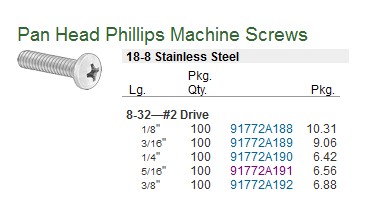 Pan Head Phillips Machine Screws
18-8 Stainless Steel
Pkg.
Lg. Qty. Pkg.
8-32—#2 Drive
1/8" 100 91772A188 10.31
3/16" 100 91772A189 9.06
1/4" 100 91772A190 6.42
5/16" 100 91772A191 6.56
3/8" 100 91772A192 6.88